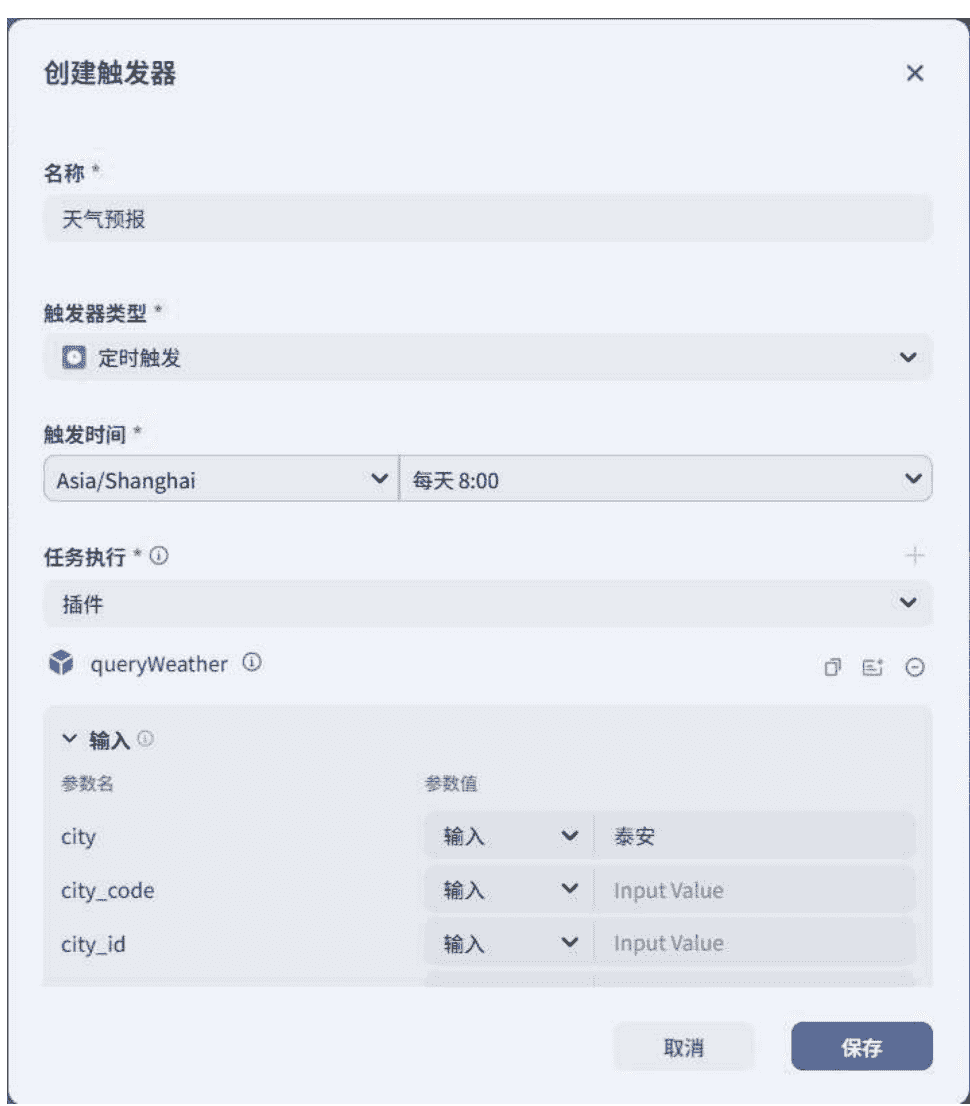 创建触发器
名称 *
天气预报
触发器类型 *
定时触发
触发时间 *
Asia/Shanghai 每天 8:00
任务执行 *
插件
queryWeather
输入
参数名 参数值
city 输入 泰安
city_code 输入 Input Value
city_id 输入 Input Value
取消 保存